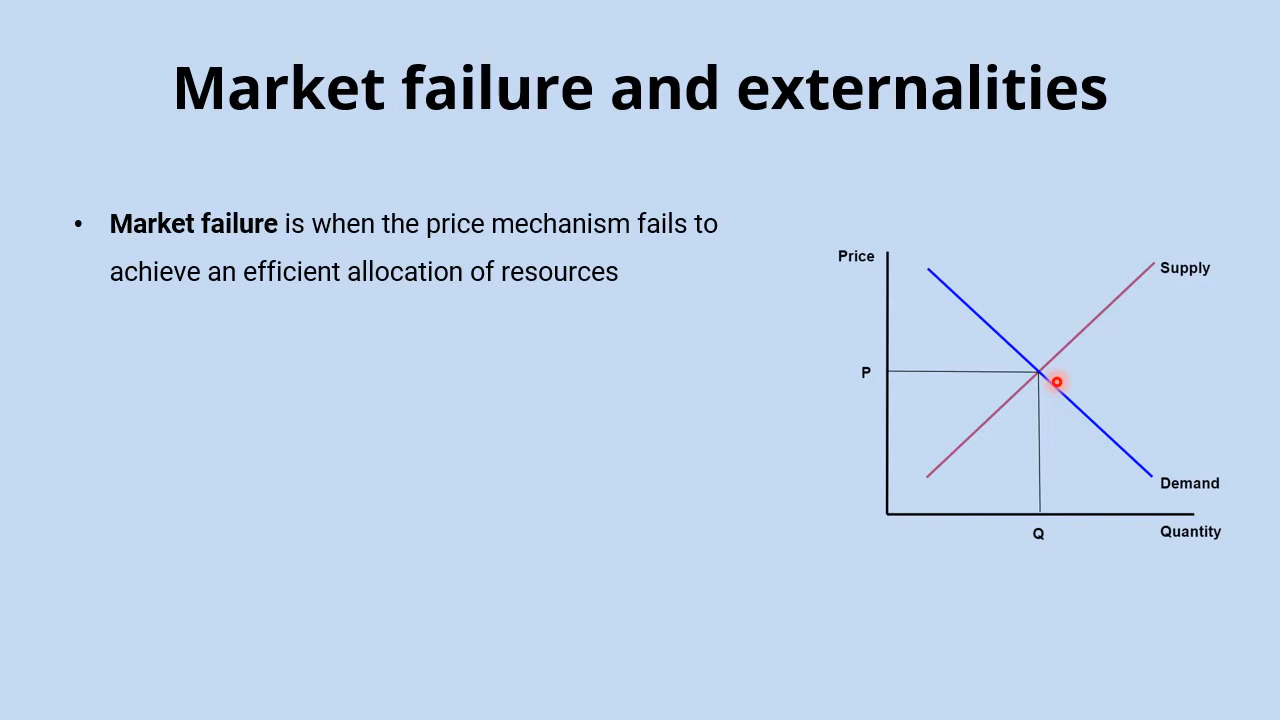 Market failure and externalities
• Market failure is when the price mechanism fails to
achieve an efficient allocation of resources
Price
Supply
P
Demand
Q
Quantity